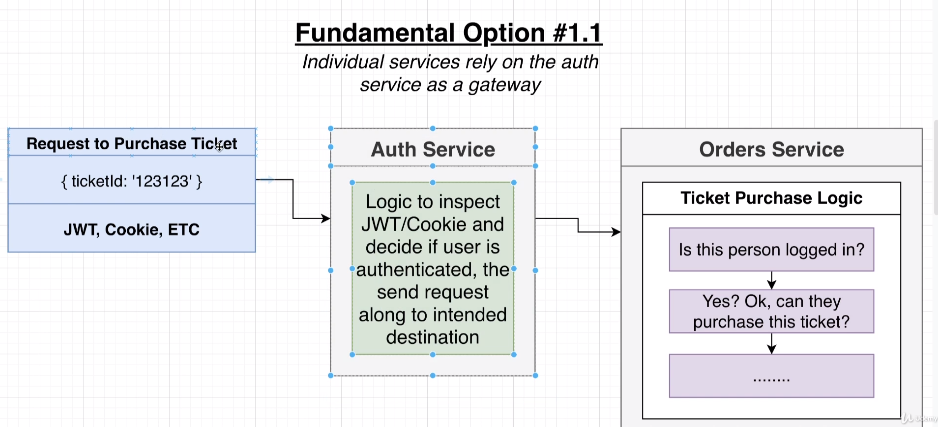 Fundamental Option #1.1
Individual services rely on the auth
service as a gateway
Request to Purchase Ticket
{ ticketId: '123123' }
JWT, Cookie, ETC
Auth Service
Logic to inspect
JWT/Cookie and
decide if user is
authenticated, the
send request
along to intended
destination
Orders Service
Ticket Purchase Logic
Is this person logged in?
Yes? Ok, can they
purchase this ticket?
........
Udemy